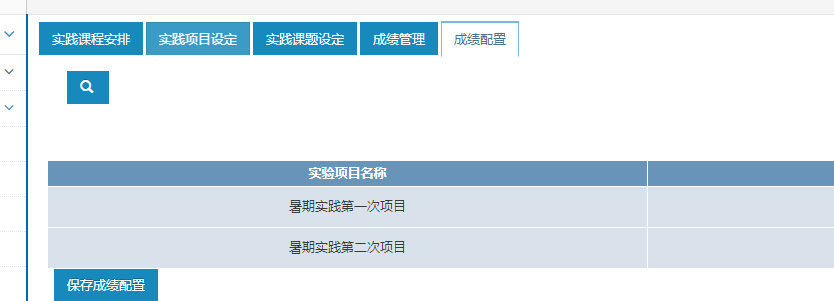 实践课程安排 实践项目设定 实践课题设定 成绩管理 成绩配置
实验项目名称
暑期实践第一次项目
暑期实践第二次项目
保存成绩配置